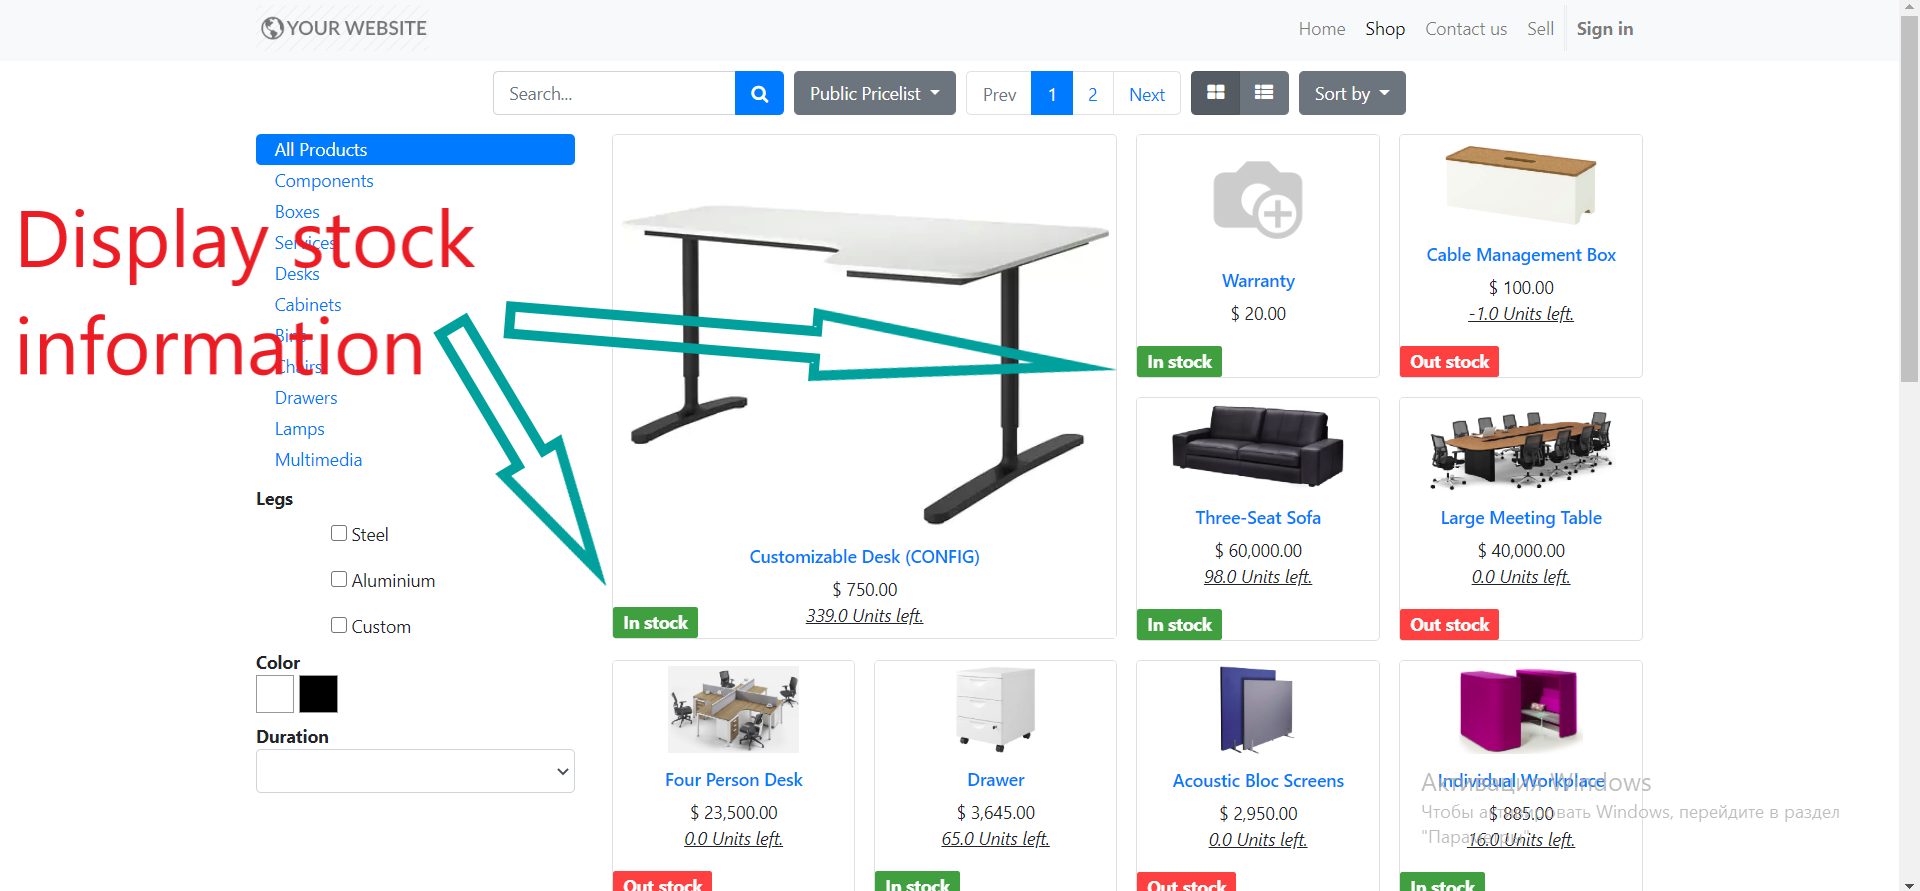 YOUR WEBSITE
Home Shop Contact us Sell Sign in
Search...
Public Pricelist
Prev 1 2 Next
Sort by
All Products
Components
Boxes
Services
Desks
Cabinets
Bins
Chairs
Drawers
Lamps
Multimedia
Display stock
information
Legs
Steel
Aluminium
Custom
Color
Duration
Customizable Desk (CONFIG)
$ 750.00
339.0 Units left.
In stock
Warranty
$ 20.00
In stock
Cable Management Box
$ 100.00
-1.0 Units left.
Out stock
Three-Seat Sofa
$ 60,000.00
98.0 Units left.
In stock
Large Meeting Table
$ 40,000.00
0.0 Units left.
Out stock
Four Person Desk
$ 23,500.00
0.0 Units left.
Out stock
Drawer
$ 3,645.00
65.0 Units left.
In stock
Acoustic Bloc Screens
$ 2,950.00
0.0 Units left.
Out stock
Individual Workplace
$ 885.00
16.0 Units left.
In stock
Активация Windows
Чтобы активировать Windows, перейдите в раздел
"Параметры".